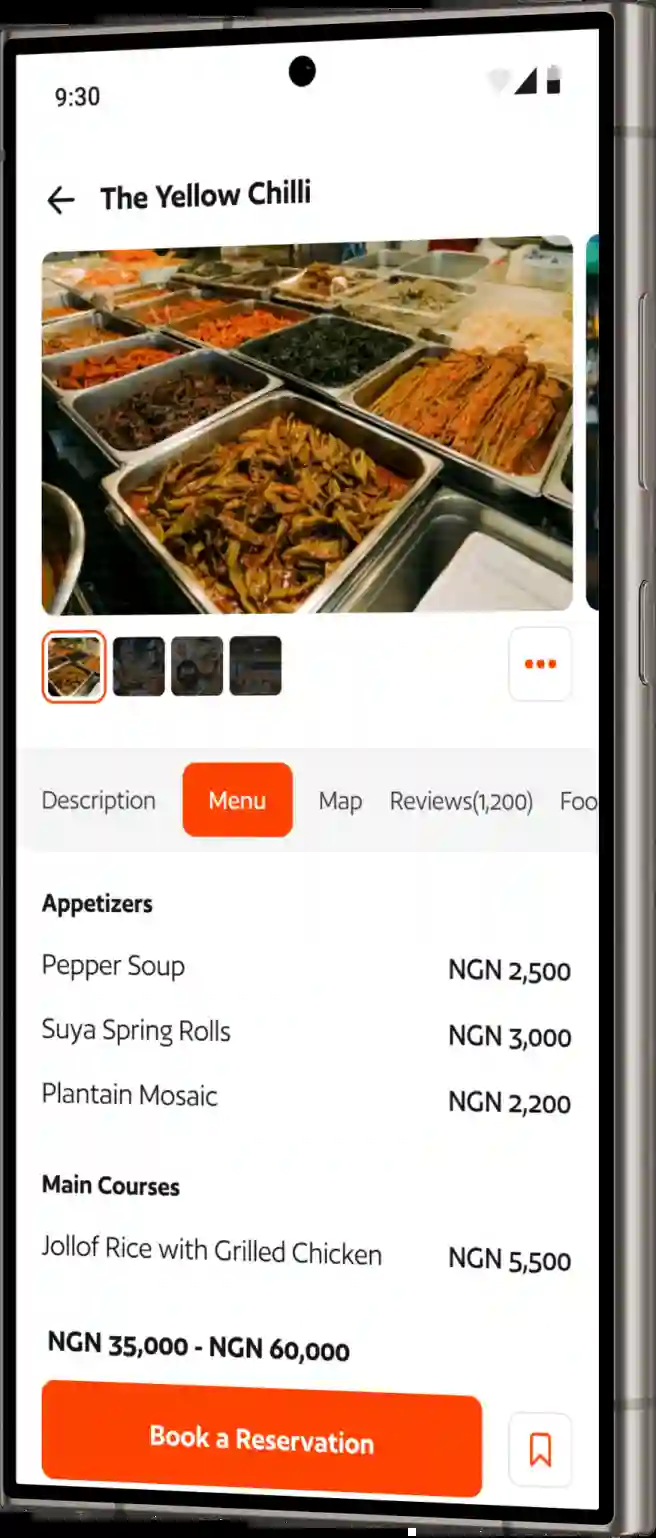 9:30
The Yellow Chilli
Description Menu Map Reviews(1,200) Foo
Appetizers
Pepper Soup NGN 2,500
Suya Spring Rolls NGN 3,000
Plantain Mosaic NGN 2,200
Main Courses
Jollof Rice with Grilled Chicken NGN 5,500
NGN 35,000 - NGN 60,000
Book a Reservation